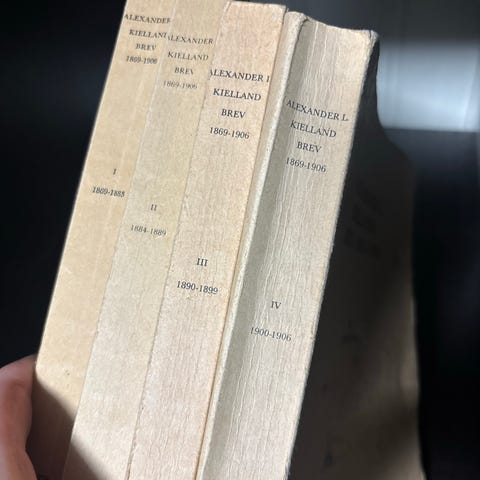 ALEXANDER
KIELLAND
BREV
1869-1906
I
1869-1883
ALEXANDER
KIELLAND
BREV
1869-1906
II
1884-1889
ALEXANDER L
KIELLAND
BREV
1869-1906
III
1890-1899
ALEXANDER L.
KIELLAND
BREV
1869-1906
IV
1900-1906